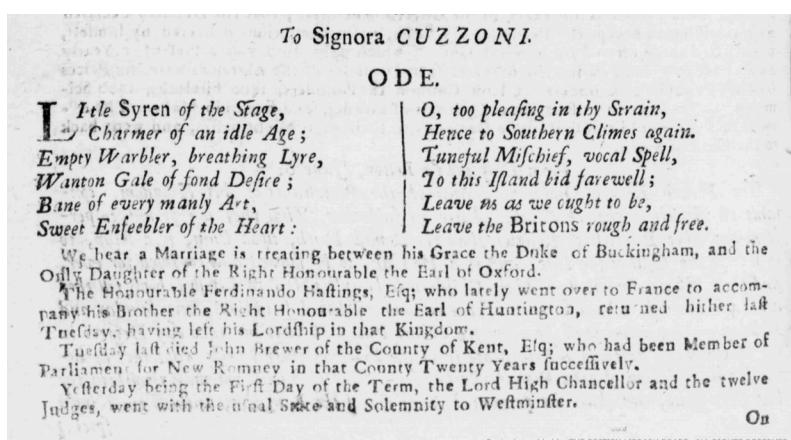 To Signora CUZZONI.
ODE.
LIttle Syren of the Stage,
Charmer of an idle Age;
Empty Warbler, breathing Lyre,
Wanton Gale of fond Desire;
Bane of every manly Art,
Sweet Enfeebler of the Heart:
O, too pleaſing in thy Strain,
Hence to Southern Climes again.
Tuneful Miſchief, vocal Spell,
To this Iſland bid farewell;
Leave us as we ought to be,
Leave the Britons rough and free.
We hear a Marriage is treating between his Grace the Duke of Buckingham, and the
Only Daughter of the Right Honourable the Earl of Oxford.
The Honourable Ferdinando Haſtings, Eſq; who lately went over to France to accom-
pany his Brother the Right Honourable the Earl of Huntington, returned hither laſt
Tueſday, having left his Lordſhip in that Kingdom.
Tueſday laſt died John Brewer of the County of Kent, Eſq; who had been Member of
Parliament for New Romney in that County Twenty Years ſucceſſively.
Yeſterday being the Firſt Day of the Term, the Lord High Chancellor and the twelve
Judges, went with the uſual State and Solemnity to Weſtminſter.
On